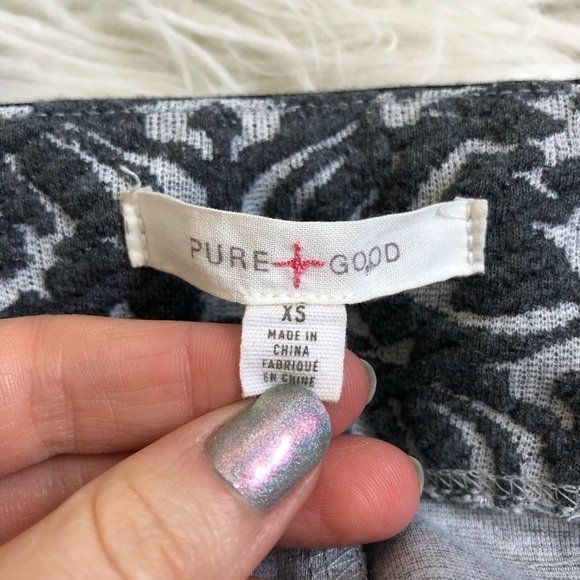 PURE + GOOD
XS
MADE IN
CHINA
FABRIQUÉ
EN CHINE